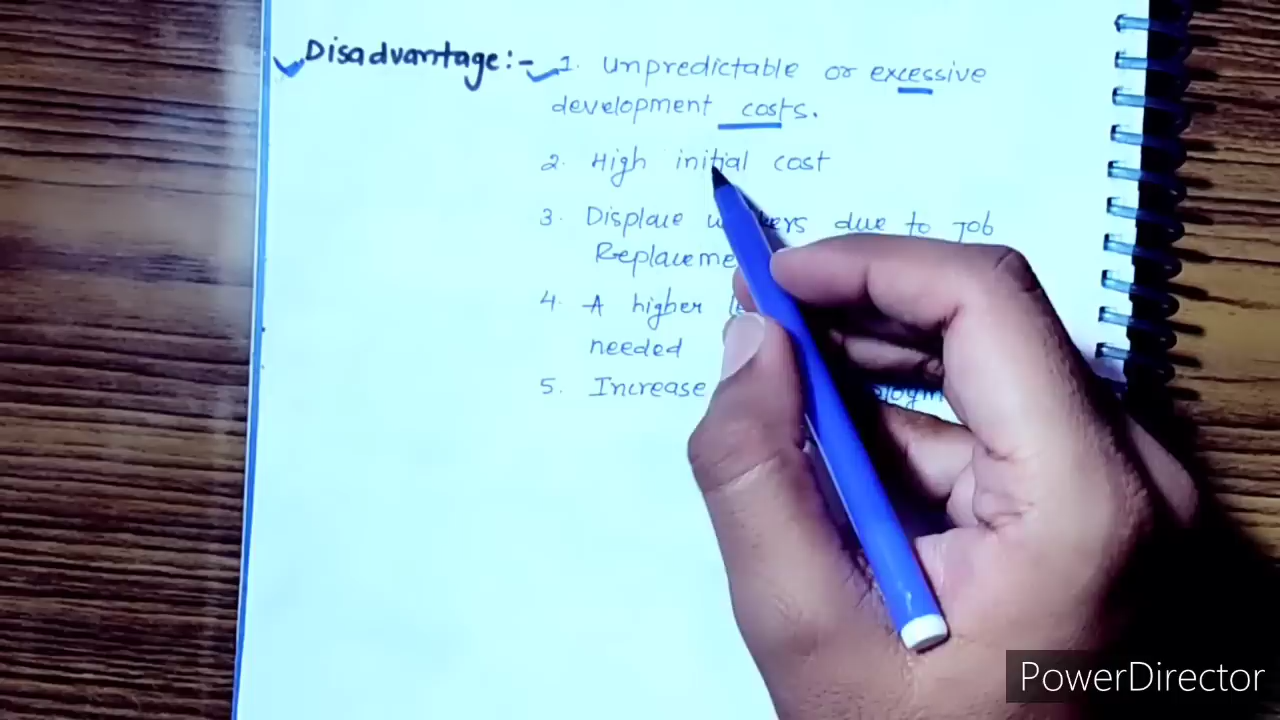 Disadvantage:- 1. unpredictable or excessive
development costs.
2. High initial cost
3. Displace due to Job
Replaceme
4. A higher
needed
5. Increase
PowerDirector